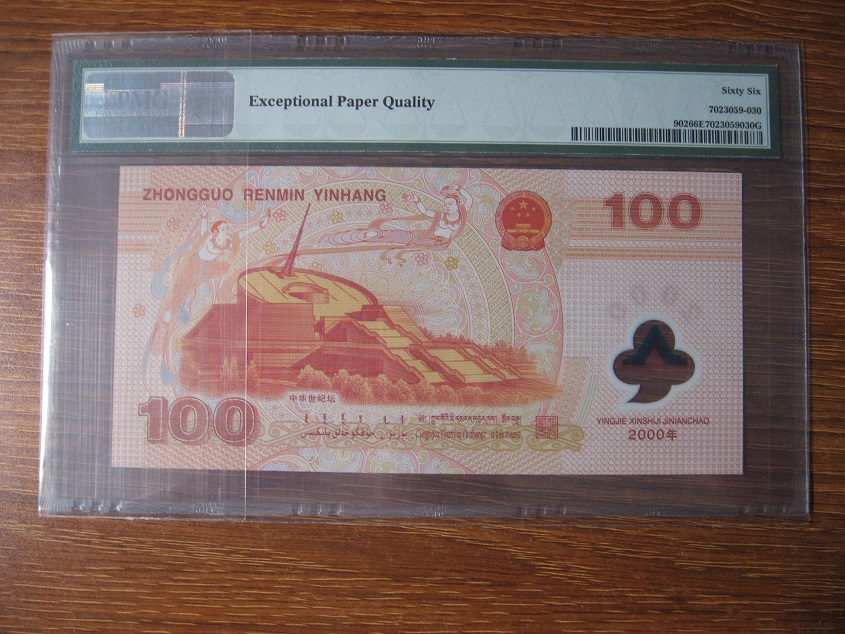 PMG
Exceptional Paper Quality
Sixty Six
7023059-030
90266E7023059030G
ZHONGGUO RENMIN YINHANG
100
中华世纪坛
100
YINGJIE XINSHIJI JINIANCHAO
2000年